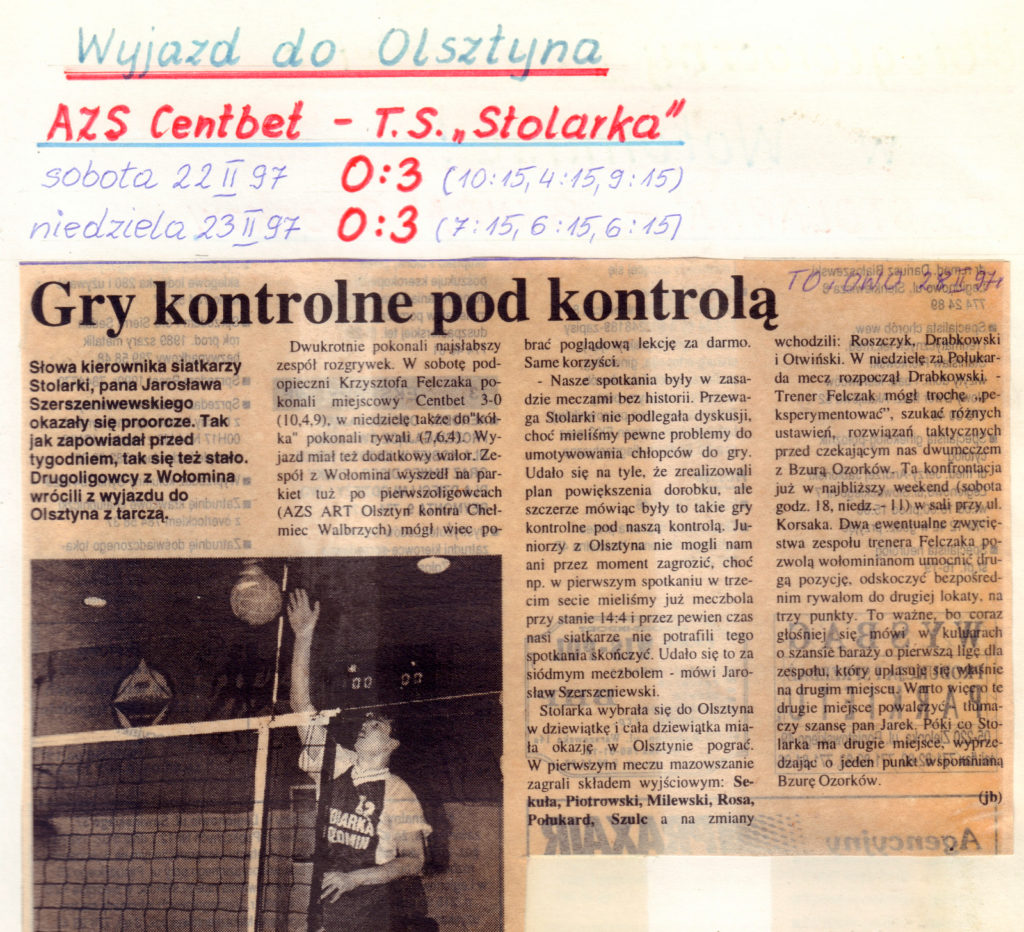 Wyjazd do Olsztyna
AZS Centbet - T.S. „Stolarka"
sobota 22 II 97 0:3 (10:15, 4:15, 9:15)
niedziela 23 II 97 0:3 (7:15, 6:15, 6:15)
Gry kontrolne pod kontrolą
Słowa kierownika siatkarzy
Stolarki, pana Jarosława
Szerszeniwewskiego
okazały się proorcze. Tak
jak zapowiadał przed
tygodniem, tak się też stało.
Drugoligowcy z Wołomina
wrócili z wyjazdu do
Olsztyna z tarczą.
Dwukrotnie pokonali najsłabszy
zespół rozgrywek. W sobotę pod-
opieczni Krzysztofa Felczaka po-
konali miejscowy Centbet 3-0
(10,4,9), w niedzielę także do"kół-
ka" pokonali rywali (7,6,4). Wy-
jazd miał też dodatkowy walor. Ze-
spół z Wołomina wyszedł na par-
kiet tuż po pierwszoligowcach
(AZS ART Olsztyn kontra Cheł-
miec Wałbrzych) mógł więc po-
brać poglądową lekcję za darmo.
Same korzyści.
- Nasze spotkania były w zasa-
dzie meczami bez historii. Przewa-
ga Stolarki nie podlegała dyskusji,
choć mieliśmy pewne problemy do
umotywowania chłopców do gry.
Udało się na tyle, że zrealizowali
plan powiększenia dorobku, ale
szczerze mówiąc były to takie gry
kontrolne pod naszą kontrolą. Ju-
niorzy z Olsztyna nie mogli nam
ani przez moment zagrozić, choć
np. w pierwszym spotkaniu w trze-
cim secie mieliśmy już meczbola
przy stanie 14:4 i przez pewien czas
nasi siatkarze nie potrafili tego
spotkania skończyć. Udało się to za
siódmym meczbolem - mówi Jaro-
sław Szerszeniewski.
Stolarka wybrała się do Olsztyna
w dziewiątkę i cała dziewiątka mia-
ła okazję w Olsztynie pograć.
W pierwszym meczu mazowszanie
zagrali składem wyjściowym: Se-
kuła, Piotrowski, Milewski, Rosa,
Połukard, Szulc a na zmiany
wchodzili: Roszczyk, Drabkowski
i Otwiński. W niedzielę za Połukar-
da mecz rozpoczął Drabkowski. -
Trener Felczak mógł trochę „pe-
ksperymentować", szukać różnych
ustawień, rozwiązań taktycznych
przed czekającym nas dwumeczem
z Bzurą Ozorków. Ta konfrontacja
już w najbliższy weekend (sobota
godz. 18, niedz. - 11) w sali przy ul.
Korsaka. Dwa ewentualne zwycię-
stwa zespołu trenera Felczaka po-
zwolą wołominianom umocnić dru-
gą pozycję, odskoczyć bezpośred-
nim rywalom do drugiej lokaty, na
trzy punkty. To ważne, bo coraz
głośniej się mówi w kuluarach
o szansie baraży o pierwszą ligę dla
zespołu, który uplasuje się właśnie
na drugim miejscu. Warto więc o te
drugie miejsce powalczyć - tłuma-
czy szansę pan Jarek. Póki co Sto-
larka ma drugie miejsce, wyprze-
dzając o jeden punkt wspomnianą
Bzurę Ozorków.
(jb)
12
OLARKA
ŁOMIN